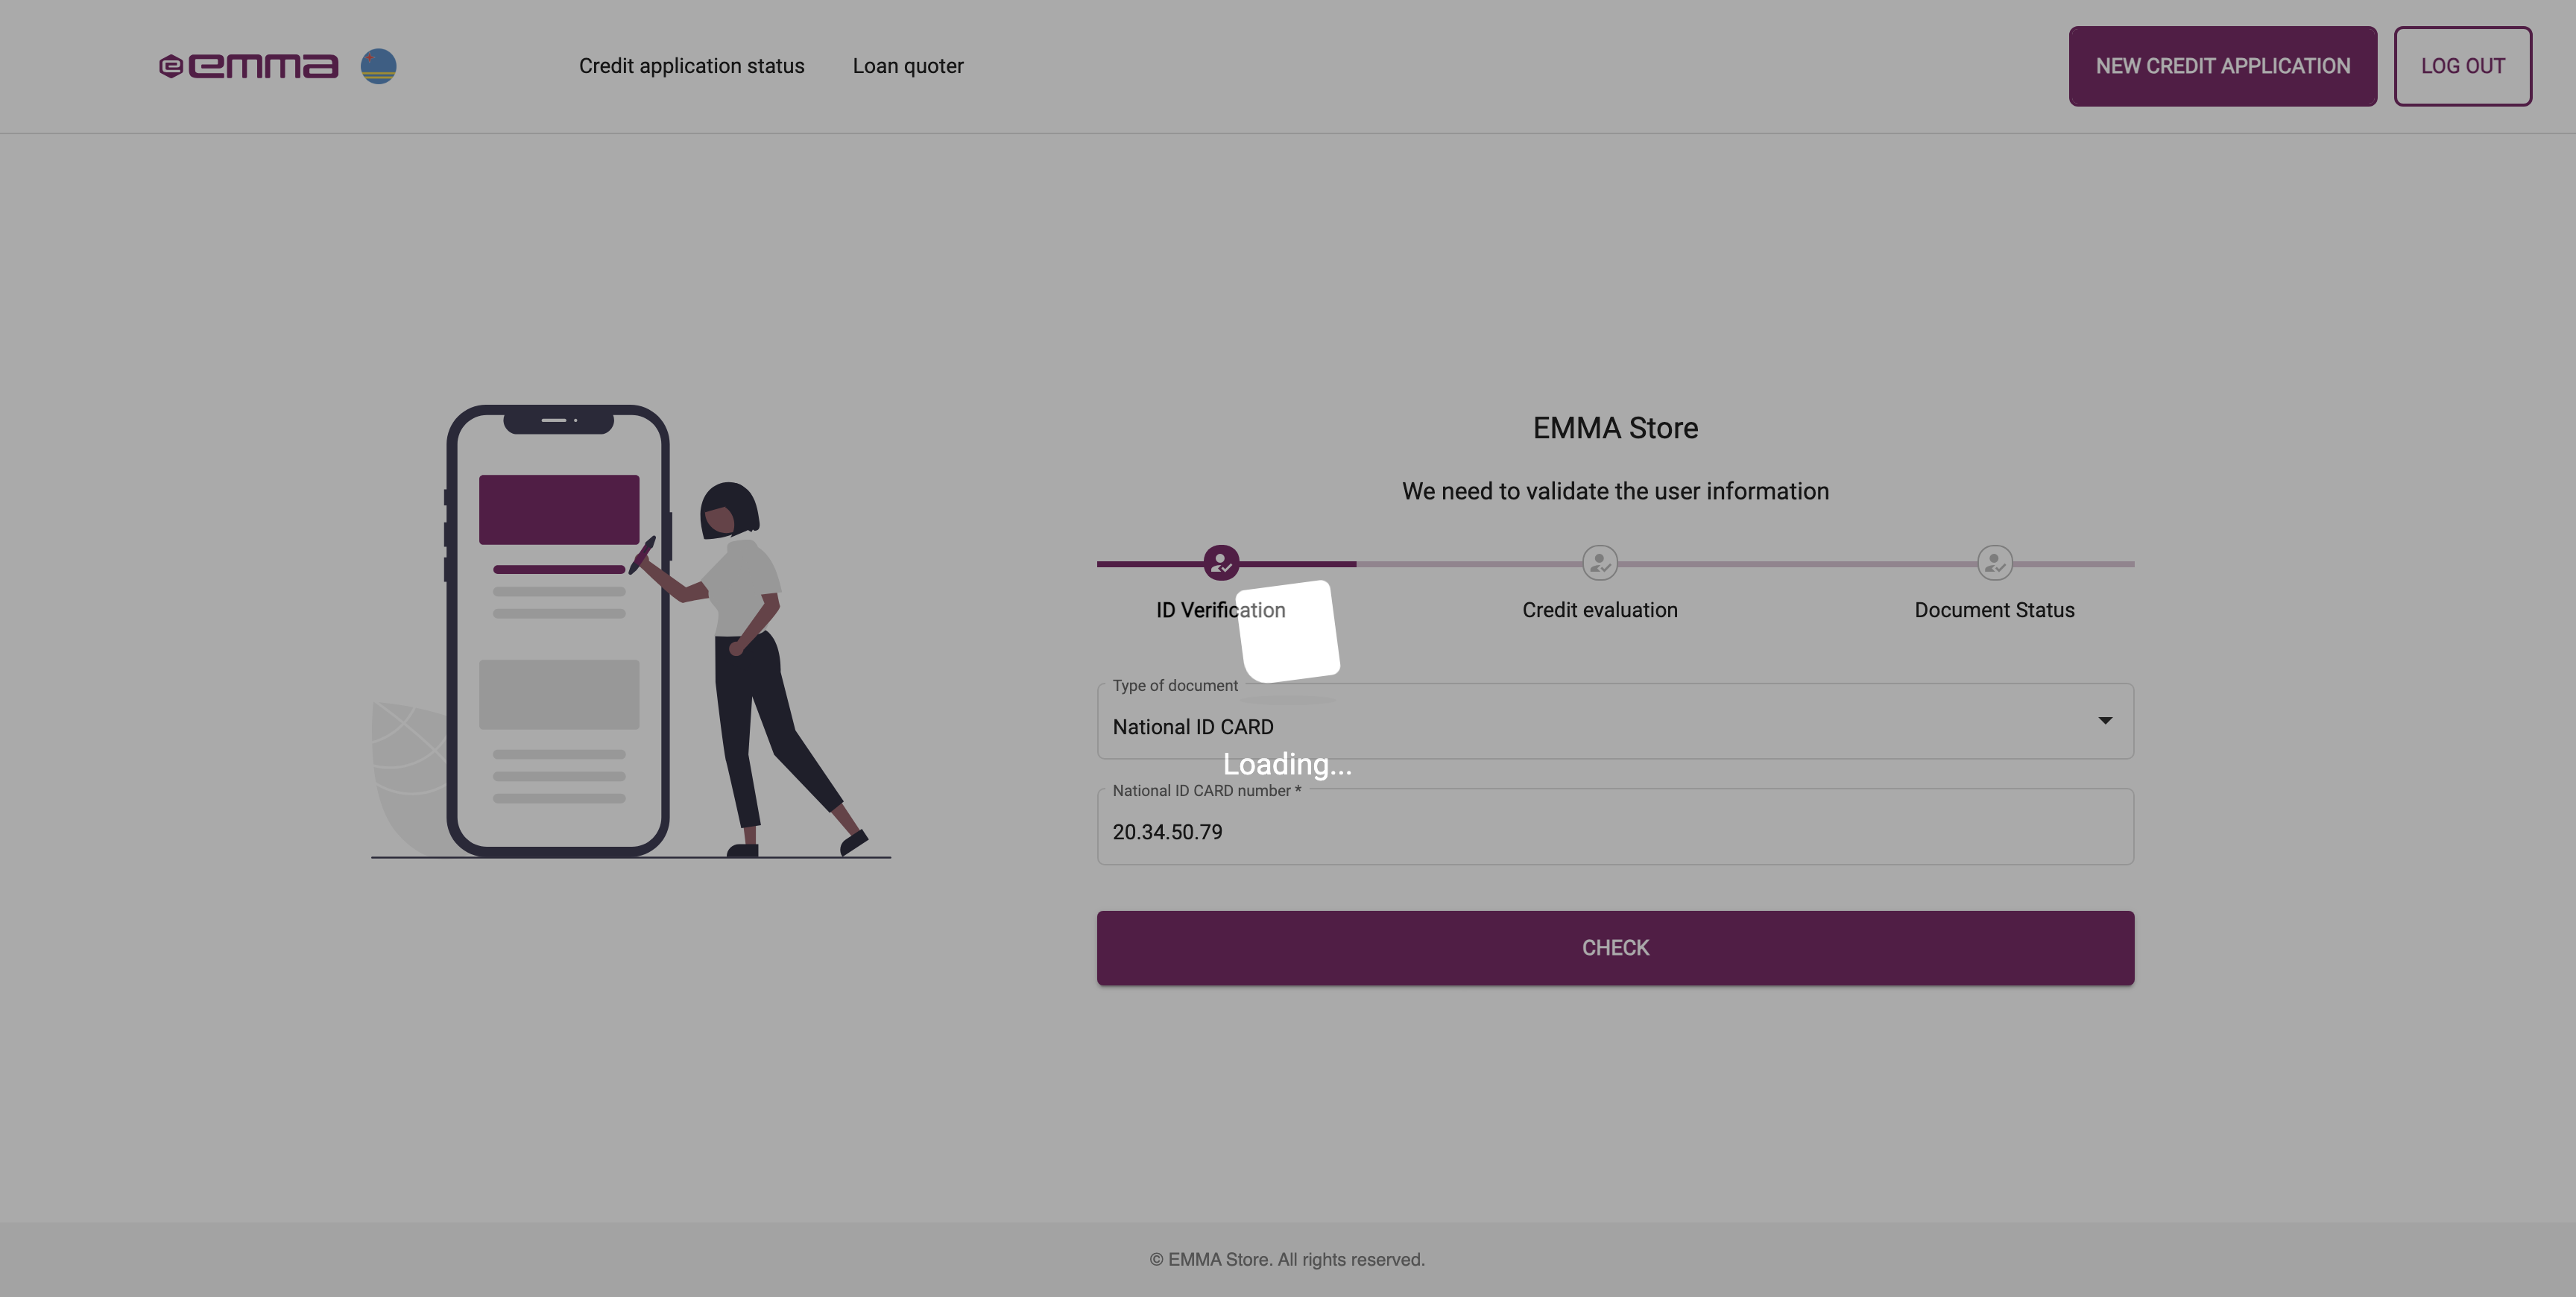 emma
Credit application status
Loan quoter
NEW CREDIT APPLICATION
LOG OUT
EMMA Store
We need to validate the user information
ID Verification
Credit evaluation
Document Status
Type of document
National ID CARD
Loading...
National ID CARD number *
20.34.50.79
CHECK
© EMMA Store. All rights reserved.